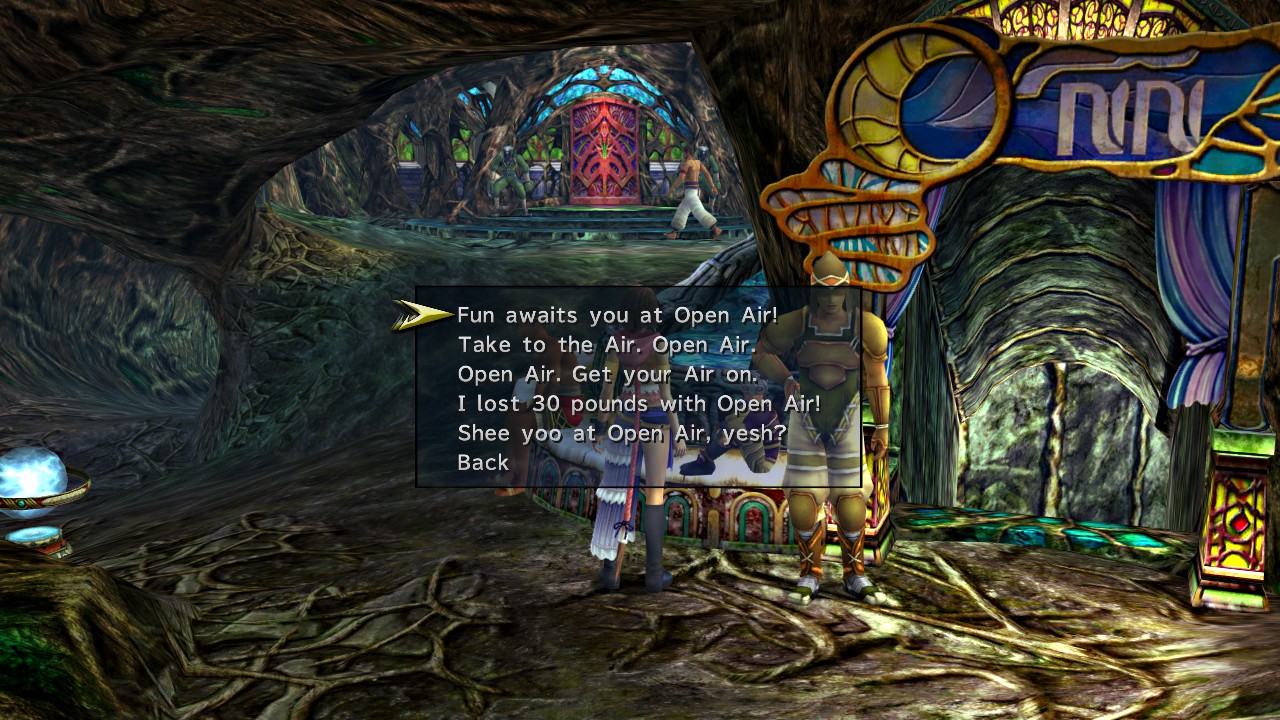 Fun awaits you at Open Air!
Take to the Air. Open Air.
Open Air. Get your Air on.
I lost 30 pounds with Open Air!
Shee yoo at Open Air, yesh?
Back